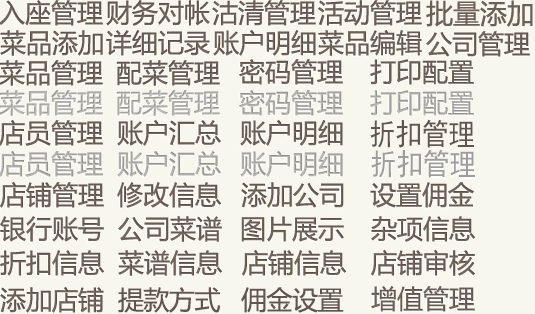 入座管理 财务对帐 沽清管理 活动管理 批量添加
菜品添加 详细记录 账户明细 菜品编辑 公司管理
菜品管理 配菜管理 密码管理 打印配置
菜品管理 配菜管理 密码管理 打印配置
店员管理 账户汇总 账户明细 折扣管理
店员管理 账户汇总 账户明细 折扣管理
店铺管理 修改信息 添加公司 设置佣金
银行账号 公司菜谱 图片展示 杂项信息
折扣信息 菜谱信息 店铺信息 店铺审核
添加店铺 提款方式 佣金设置 增值管理